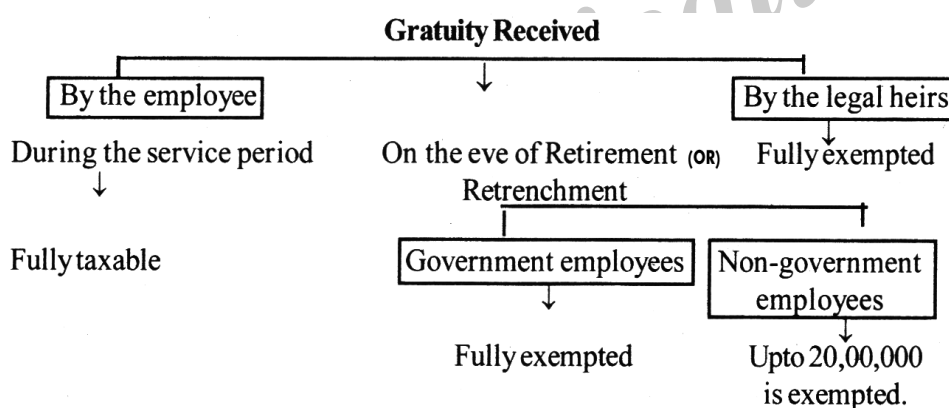 Gratuity Received
By the employee
By the legal heirs
During the service period
On the eve of Retirement (OR)
Retrenchment
Fully exempted
Fully taxable
Government employees
Non-government
employees
Fully exempted
Upto 20,00,000
is exempted.